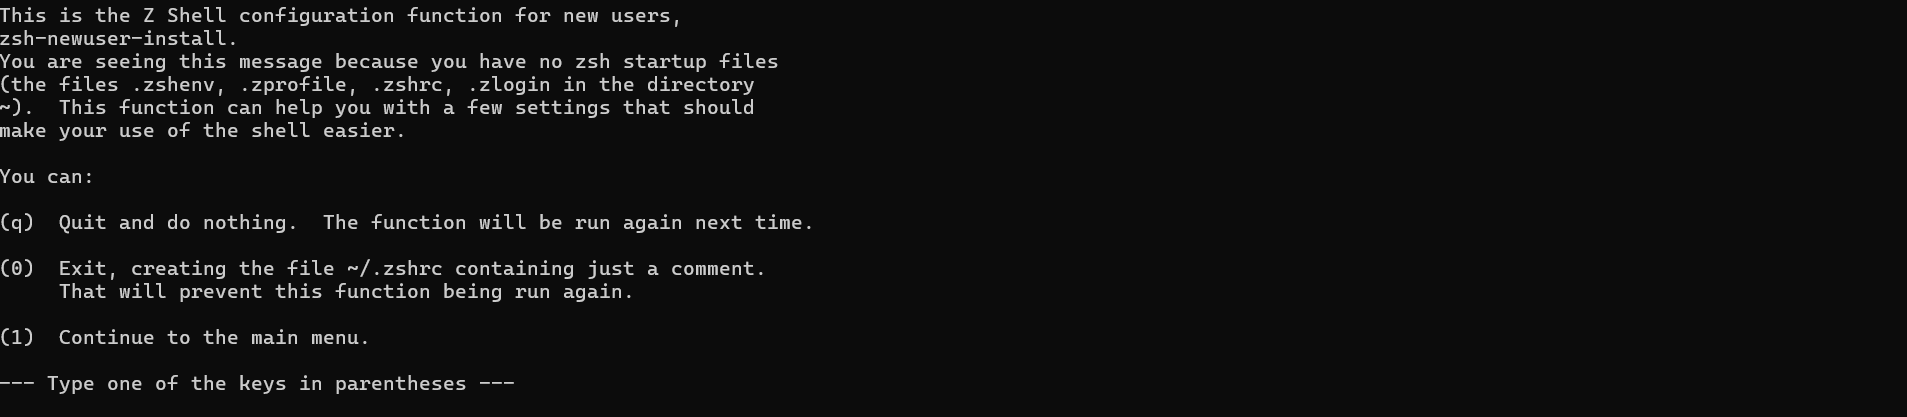 This is the Z Shell configuration function for new users,
zsh-newuser-install.
You are seeing this message because you have no zsh startup files
(the files .zshenv, .zprofile, .zshrc, .zlogin in the directory
~).  This function can help you with a few settings that should
make your use of the shell easier.

You can:

(q)  Quit and do nothing.  The function will be run again next time.

(0)  Exit, creating the file ~/.zshrc containing just a comment.
     That will prevent this function being run again.

(1)  Continue to the main menu.

--- Type one of the keys in parentheses ---